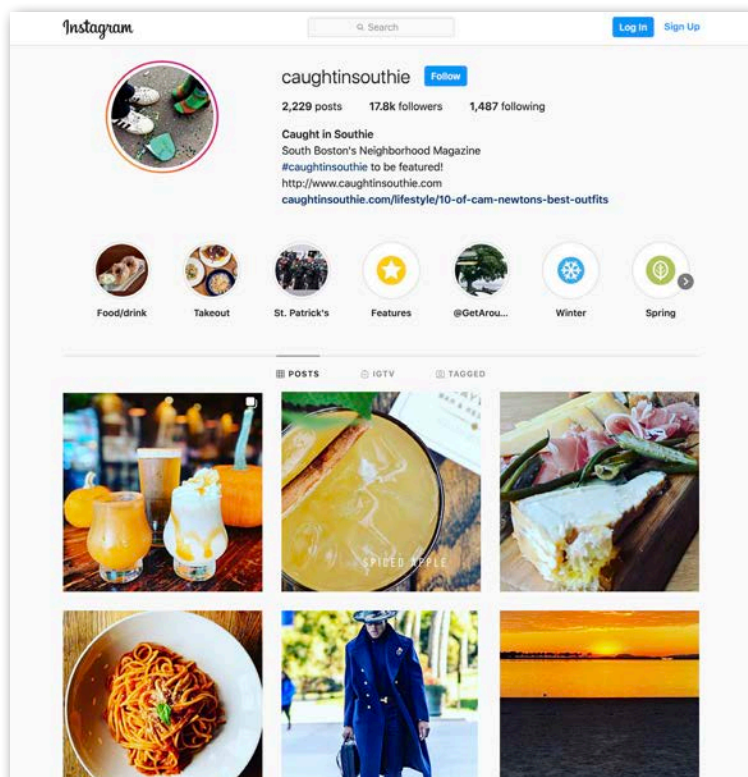 Instagram
Search
Log In
Sign Up
caughtinsouthie
Follow
2,229 posts 17.8k followers 1,487 following
Caught in Southie
South Boston's Neighborhood Magazine
#caughtinsouthie to be featured!
http://www.caughtinsouthie.com
caughtinsouthie.com/lifestyle/10-of-cam-newtons-best-outfits
Food/drink
Takeout
St. Patrick's
Features
@GetArou...
Winter
Spring
POSTS
IGTV
TAGGED
SPICED APPLE